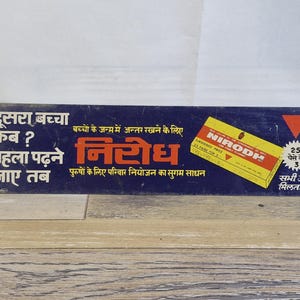 दूसरा बच्चा
कब ?
पहला पढ़ने
जाए तब
बच्चों के जन्म में अन्तर रखने के लिए
निरोध
पुरुषों के लिए परिवार नियोजन का सुगम साधन
NIRODH
25
सभी
मिलता